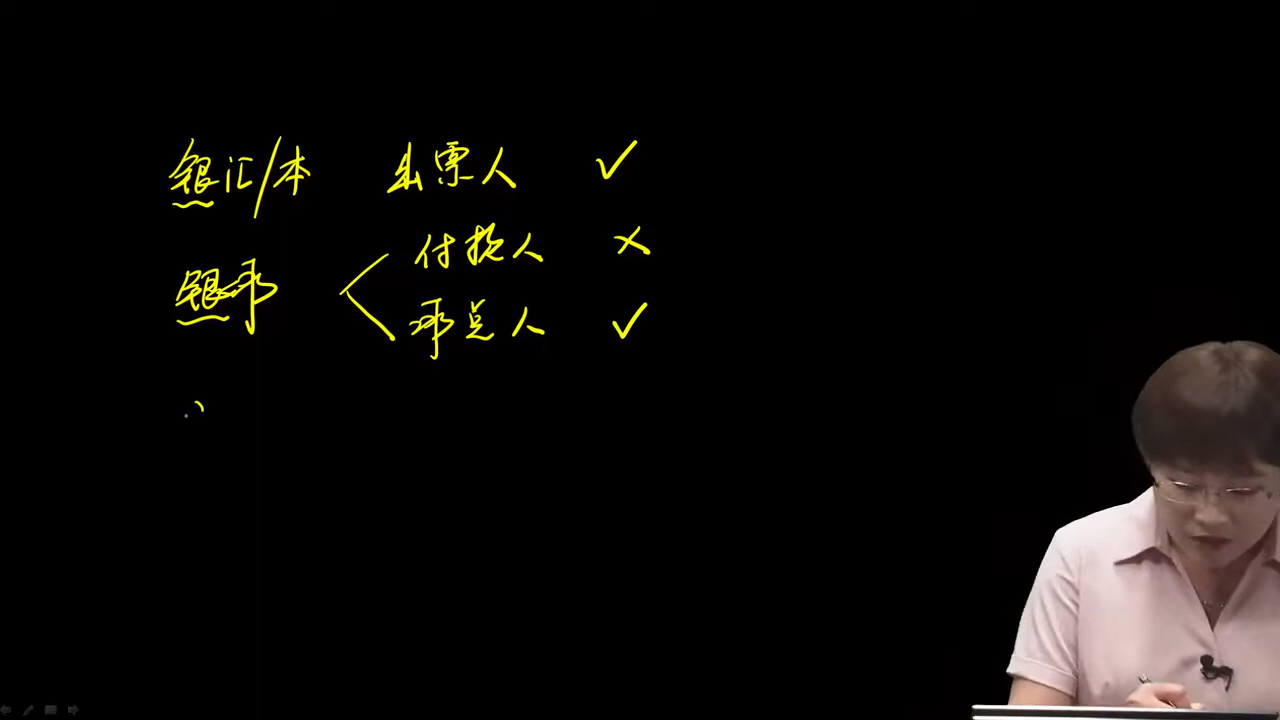 银汇/本 出票人 ✓
付款人 ×
银承
承兑人 ✓